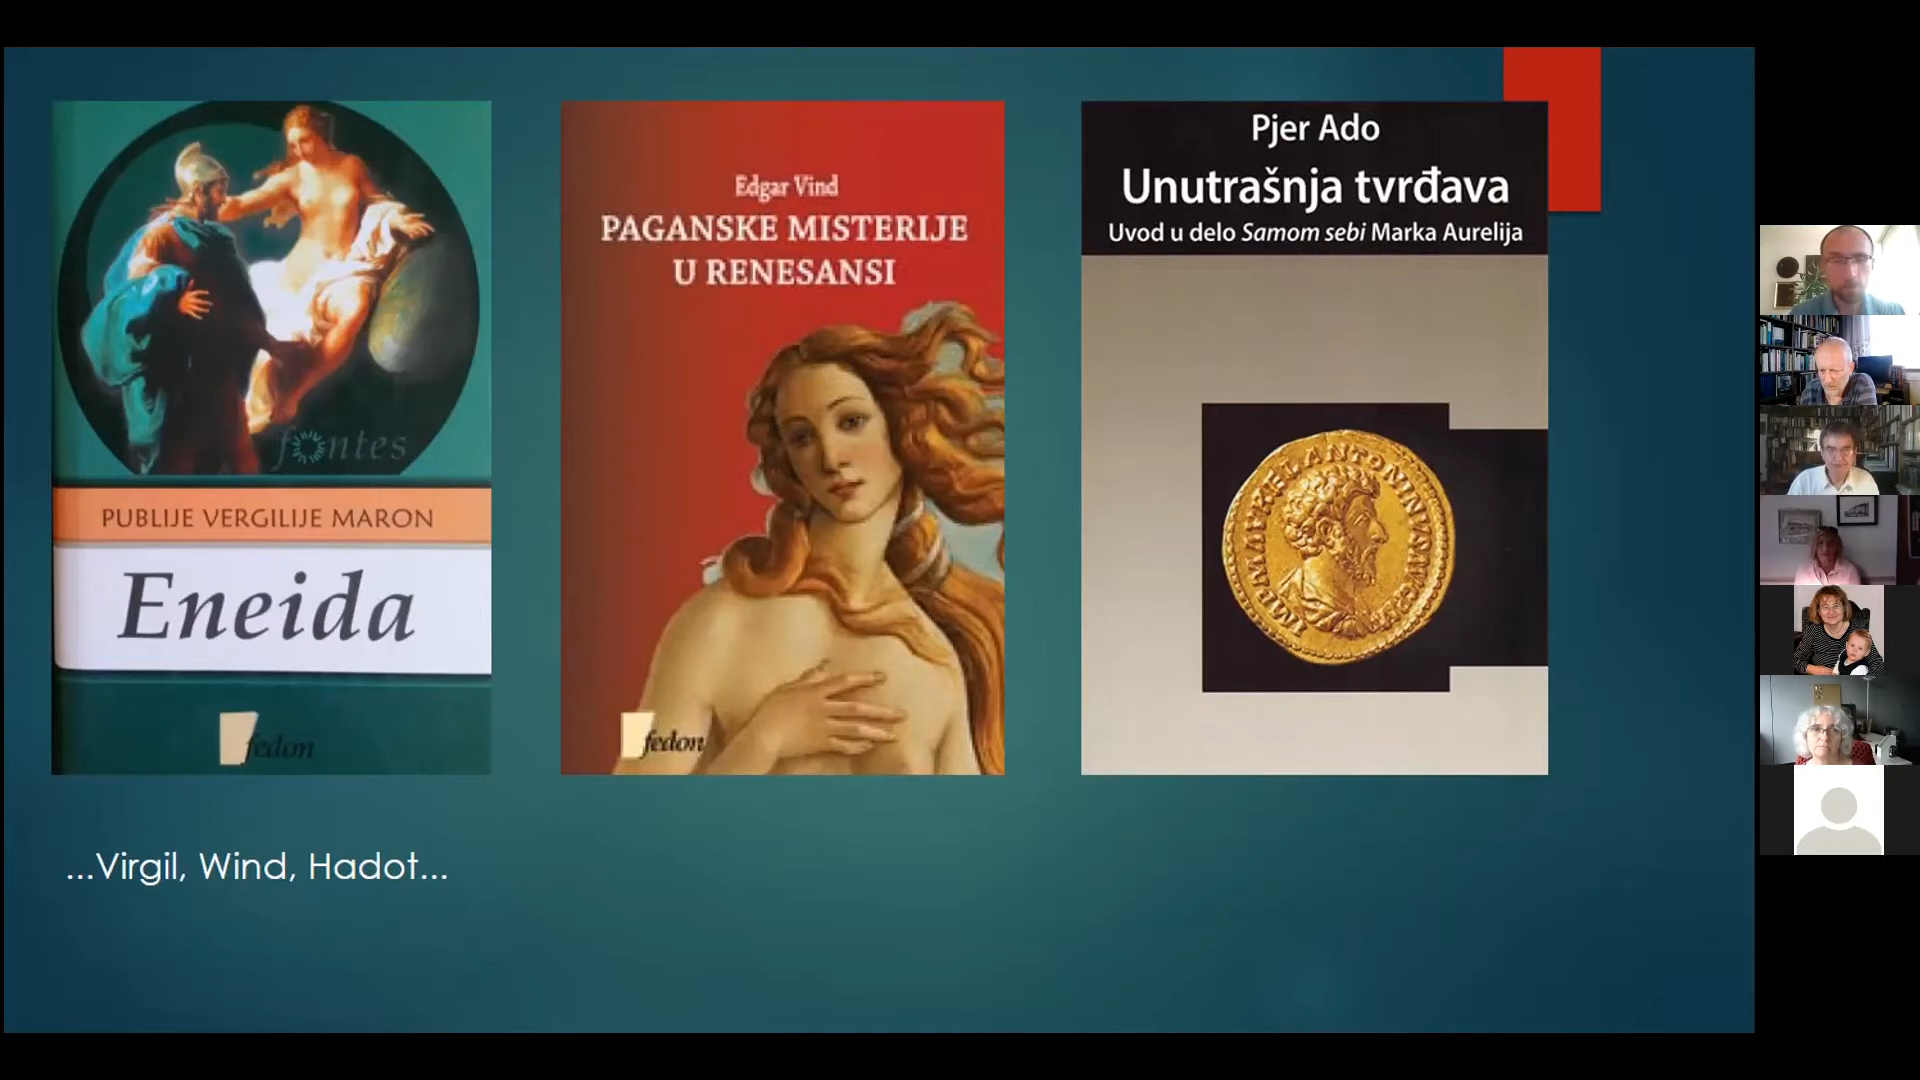 fontes
PUBLIJE VERGILIJE MARON
Eneida
fedon
Edgar Vind
PAGANSKE MISTERIJE
U RENESANSI
fedon
Pjer Ado
Unutrašnja tvrđava
Uvod u delo Samom sebi Marka Aurelija
...Virgil, Wind, Hadot...